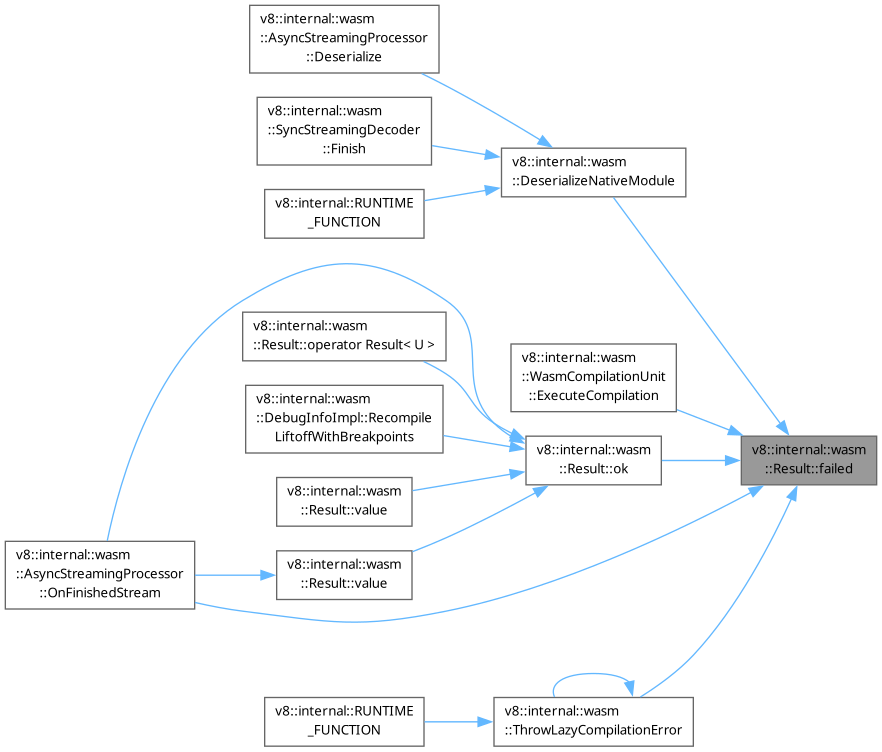 v8::internal::wasm
::AsyncStreamingProcessor
::Deserialize
v8::internal::wasm
::SyncStreamingDecoder
::Finish
v8::internal::wasm
::DeserializeNativeModule
v8::internal::RUNTIME
_FUNCTION
v8::internal::wasm
::Result::operator Result< U >
v8::internal::wasm
::WasmCompilationUnit
::ExecuteCompilation
v8::internal::wasm
::DebugInfoImpl::Recompile
LiftoffWithBreakpoints
v8::internal::wasm
::Result::ok
v8::internal::wasm
::Result::failed
v8::internal::wasm
::Result::value
v8::internal::wasm
::AsyncStreamingProcessor
::OnFinishedStream
v8::internal::wasm
::Result::value
v8::internal::RUNTIME
_FUNCTION
v8::internal::wasm
::ThrowLazyCompilationError